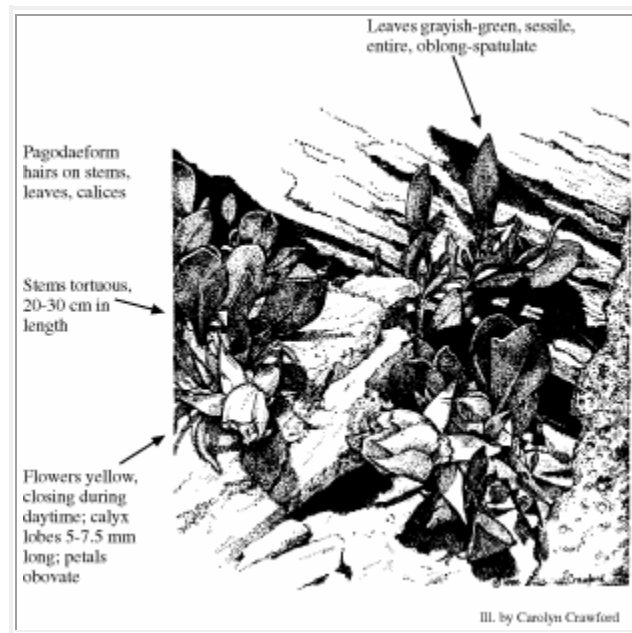 Leaves grayish-green, sessile,
entire, oblong-spatulate
Pagodaeform
hairs on stems,
leaves, calices
Stems tortuous,
20-30 cm in
length
Flowers yellow,
closing during
daytime; calyx
lobes 5-7.5 mm
long; petals
obovate
Crawford
Ill. by Carolyn Crawford